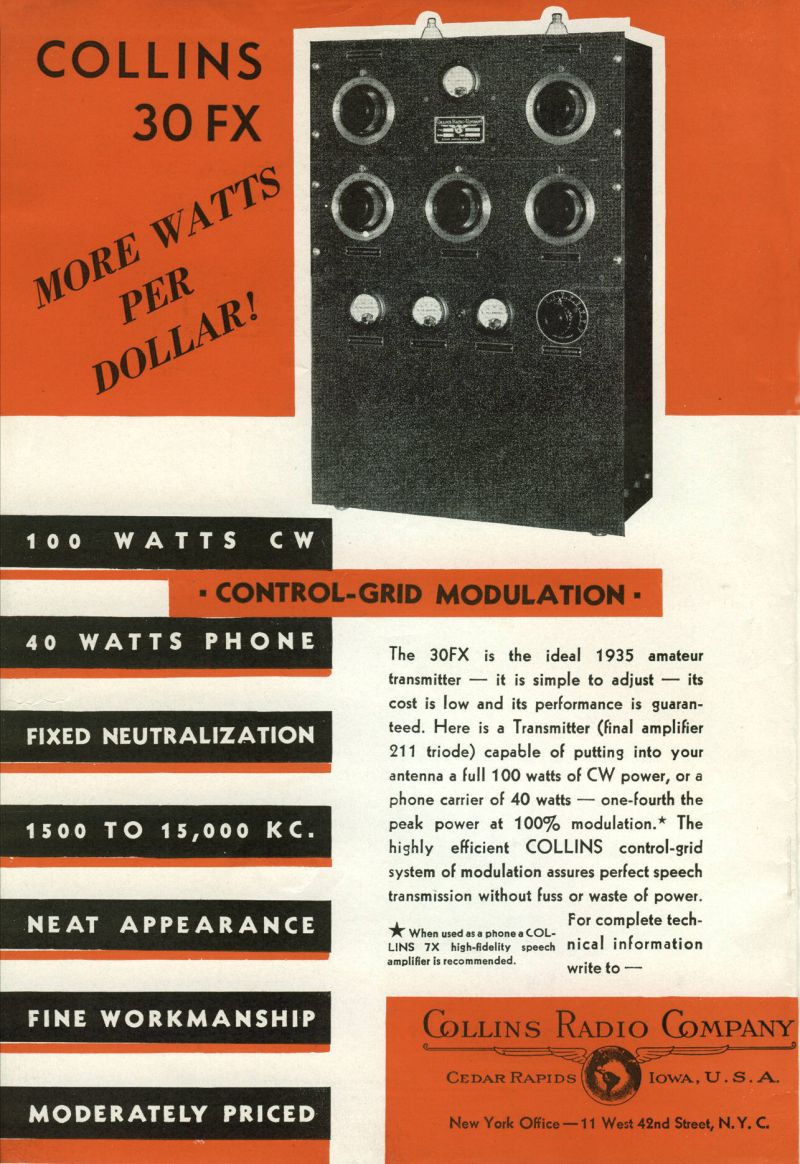 COLLINS
30 FX
MORE WATTS
PER
DOLLAR!
COLLINS RADIO COMPANY
100 WATTS CW
· CONTROL-GRID MODULATION ·
40 WATTS PHONE
FIXED NEUTRALIZATION
1500 TO 15,000 KC.
NEAT APPEARANCE
FINE WORKMANSHIP
MODERATELY PRICED
The 30FX is the ideal 1935 amateur
transmitter — it is simple to adjust — its
cost is low and its performance is guaran-
teed. Here is a Transmitter (final amplifier
211 triode) capable of putting into your
antenna a full 100 watts of CW power, or a
phone carrier of 40 watts — one-fourth the
peak power at 100% modulation.* The
highly efficient COLLINS control-grid
system of modulation assures perfect speech
transmission without fuss or waste of power.
For complete tech-
nical information
write to —
★ When used as a phone a COL-
LINS 7X high-fidelity speech
amplifier is recommended.
COLLINS RADIO COMPANY
CEDAR RAPIDS IOWA, U.S.A.
New York Office — 11 West 42nd Street, N.Y.C.